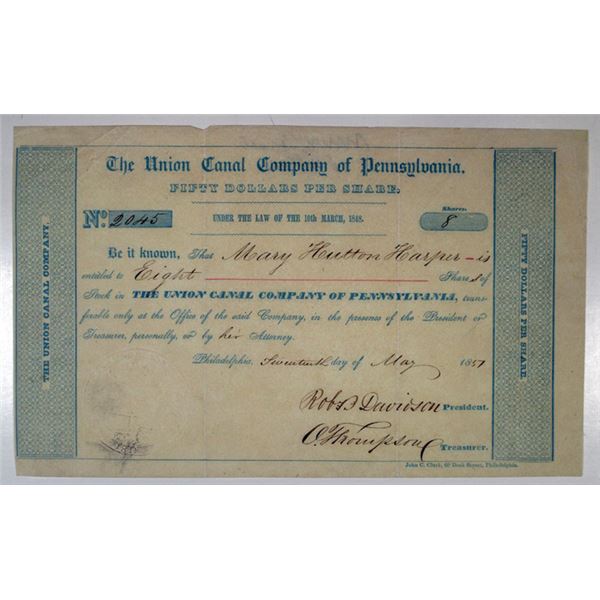 The Union Canal Company of Pennsylvania.
FIFTY DOLLARS PER SHARE.
No. 2045
UNDER THE LAW OF THE 10th MARCH, 1848.
Shares.
8
Be it known, That Mary Hutton Harper is
entitled to Eight Shares of
Stock in THE UNION CANAL COMPANY OF PENNSYLVANIA, trans-
ferable only at the Office of the said Company, in the presence of the President or
Treasurer, personally, or by her Attorney.
Philadelphia, Seventeenth day of May 1851
Robt Davidson President.
O. Thompson Treasurer.
John C. Clark, 60 Dock Street, Philadelphia.
THE UNION CANAL COMPANY.
FIFTY DOLLARS PER SHARE.